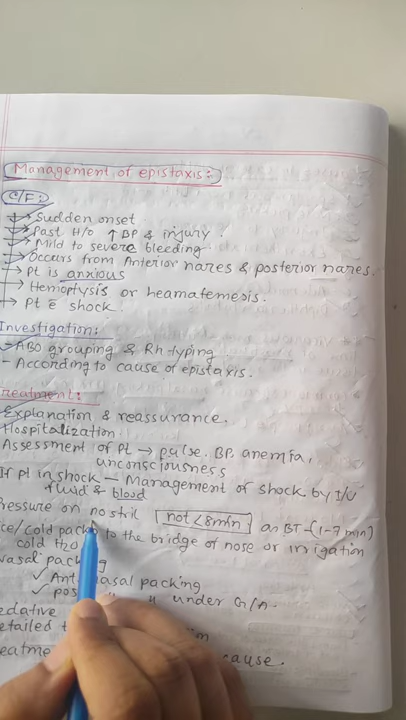 Management of epistaxis:-
C/F:
→ Sudden onset.
→ Past H/o ↑ BP & injury.
→ Mild to severe bleeding
→ Occurs from Anterior nares & posterior nares.
→ Pt is anxious
→ Hemoptysis or heamatemesis.
→ Pt c̄ shock.
Investigation:
- ABO grouping & Rh typing
- According to cause of epistaxis.
Treatment:
- Explanation & reassurance.
Hospitalization.
Assessment of Pt → pulse. BP. anemia,
unconsciousness
If pt in shock — Management of shock by I/V
fluid & blood
Pressure on nostril [not < 8min] as BT - (1-7 min)
Ice/cold pack to the bridge of nose or irrigation
cold H2O
nasal packing
✓ Ant nasal packing
✓ pos under G/A.
edative
etailed
eatme cause.